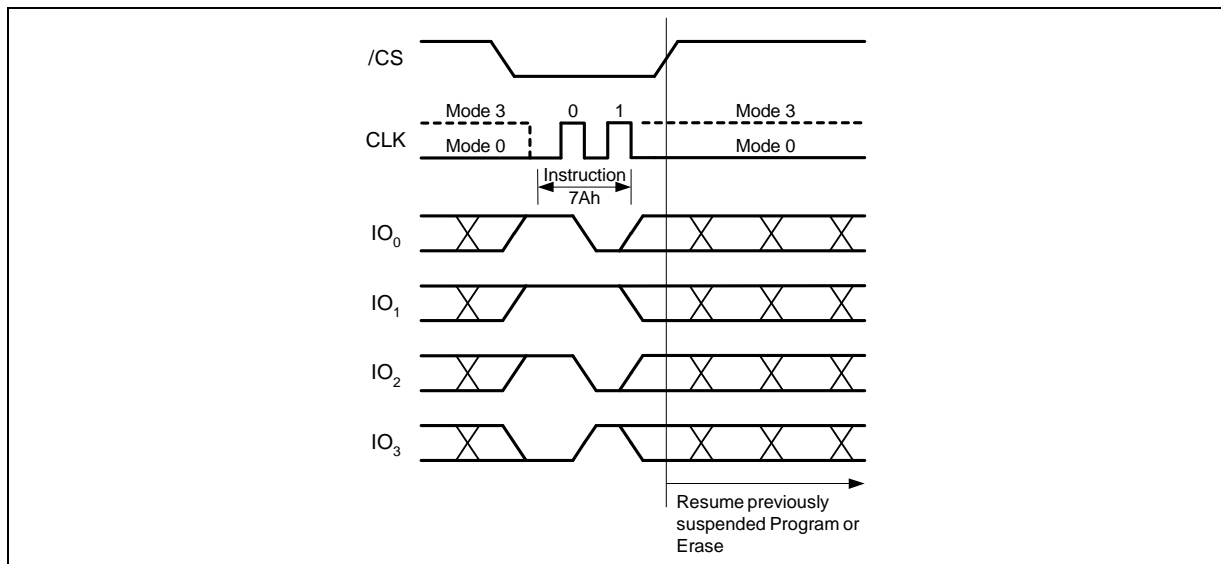 /CS
Mode 3 0 1 Mode 3
CLK
Mode 0 Mode 0
Instruction
7Ah
IO0
IO1
IO2
IO3
Resume previously
suspended Program or
Erase